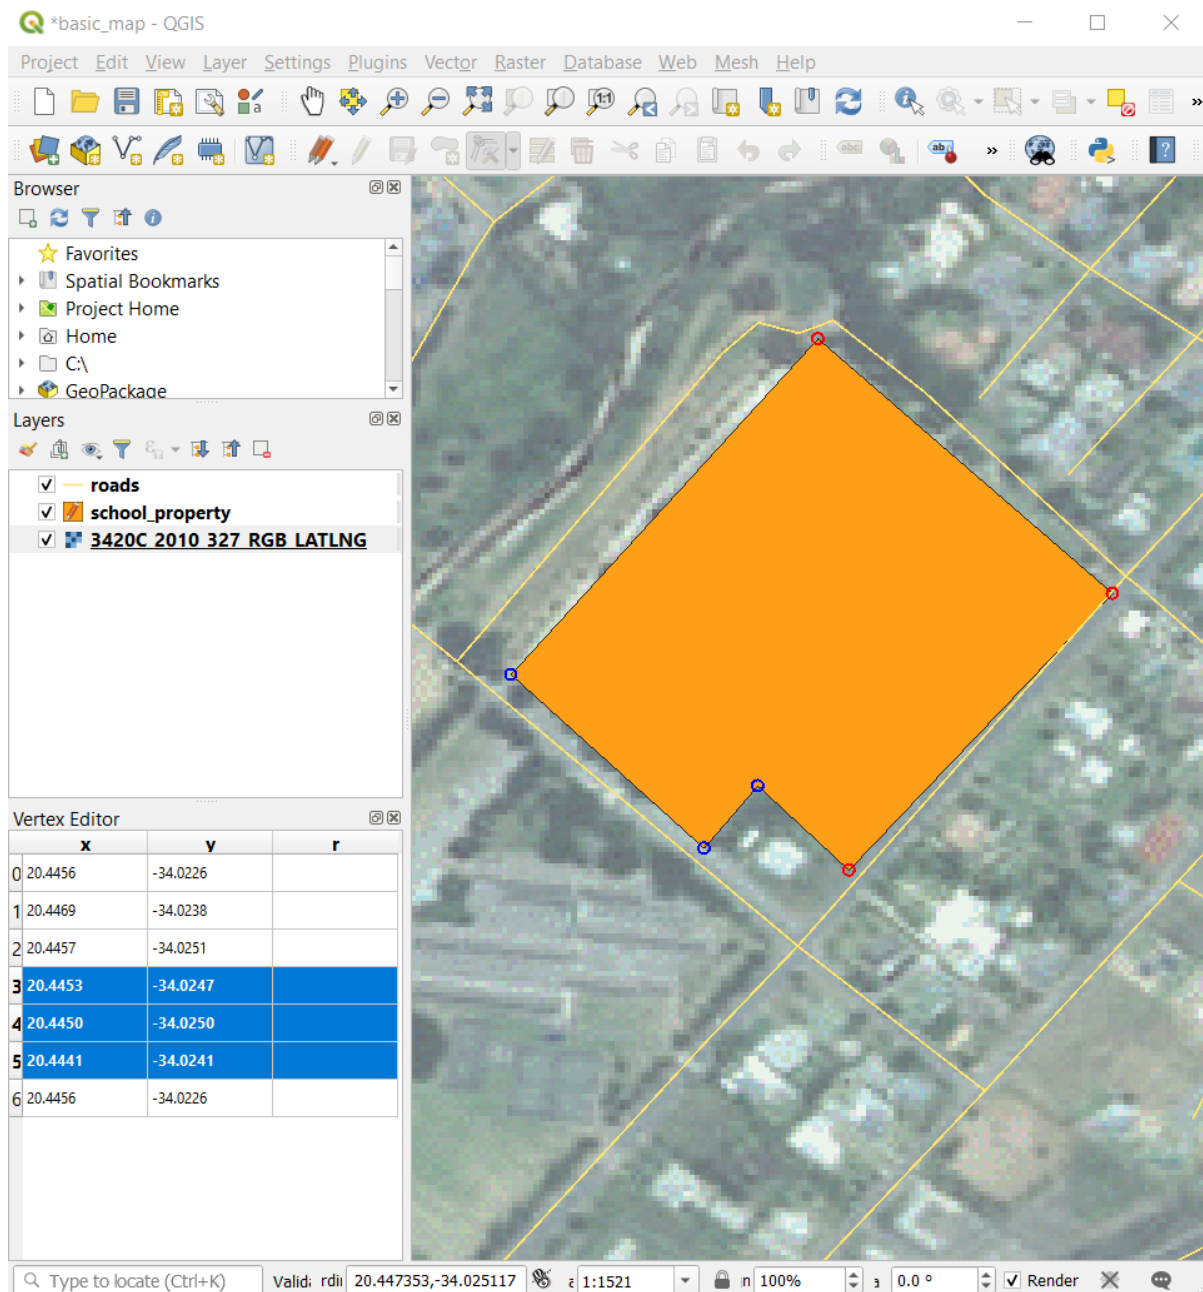 *basic_map - QGIS
Project Edit View Layer Settings Plugins Vector Raster Database Web Mesh Help
Browser
Favorites
Spatial Bookmarks
Project Home
Home
C:\
GeoPackage
Layers
roads
school_property
3420C_2010_327_RGB_LATLNG
Vertex Editor
x y r
0 20.4456 -34.0226
1 20.4469 -34.0238
2 20.4457 -34.0251
3 20.4453 -34.0247
4 20.4450 -34.0250
5 20.4441 -34.0241
6 20.4456 -34.0226
Type to locate (Ctrl+K) rdi 20.447353,-34.025117 1:1521 100% 0.0 ° Render